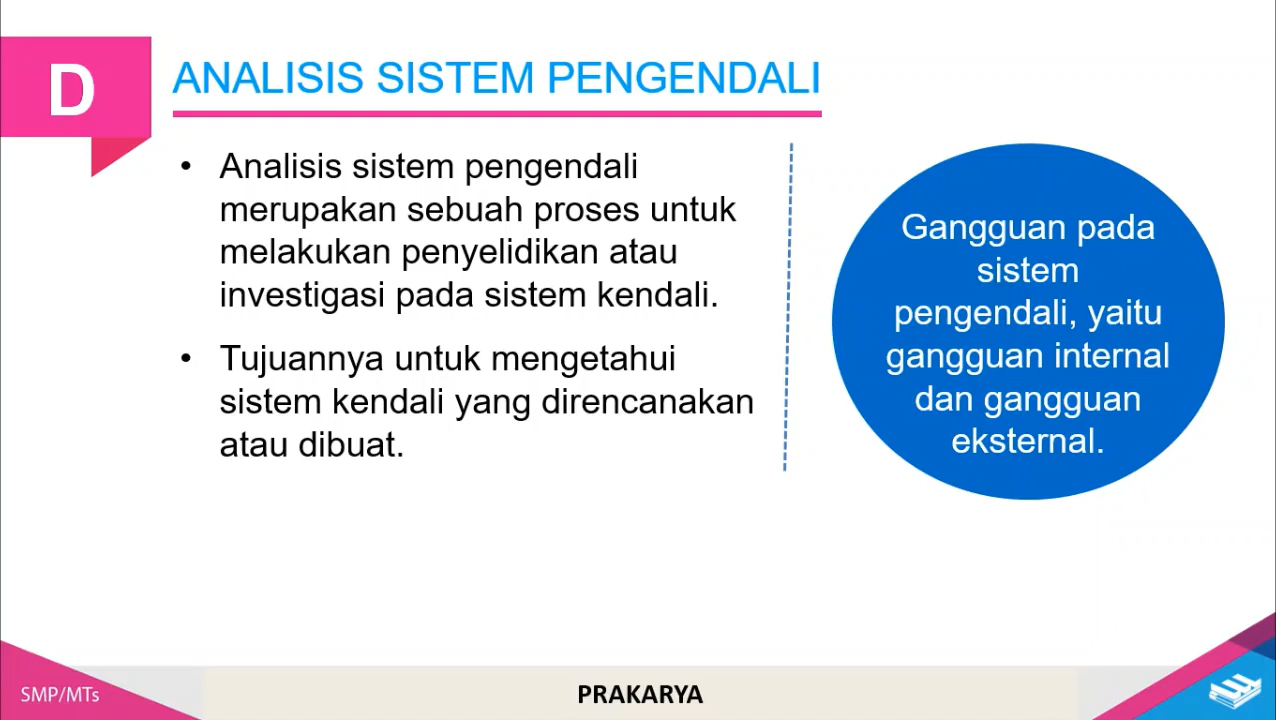 D
ANALISIS SISTEM PENGENDALI
• Analisis sistem pengendali
merupakan sebuah proses untuk
melakukan penyelidikan atau
investigasi pada sistem kendali.
• Tujuannya untuk mengetahui
sistem kendali yang direncanakan
atau dibuat.
Gangguan pada
sistem
pengendali, yaitu
gangguan internal
dan gangguan
eksternal.
SMP/MTs
PRAKARYA